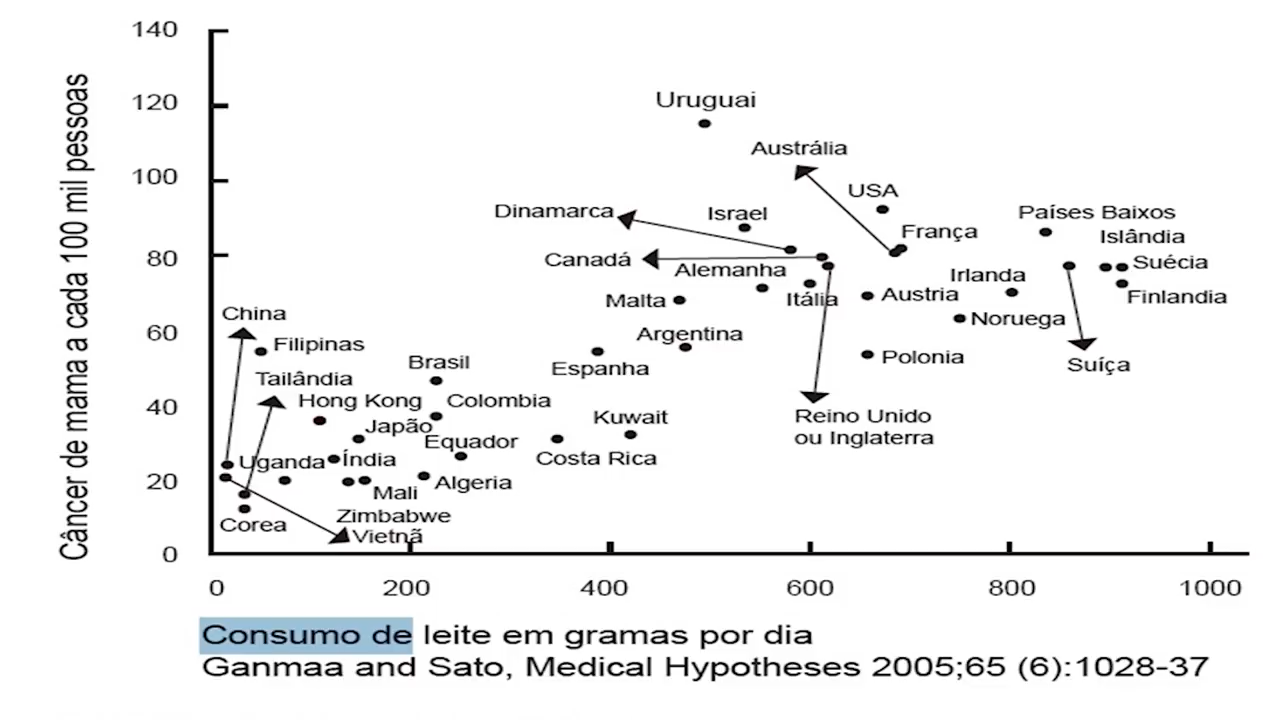 140
120
100
80
60
40
20
0
Câncer de mama a cada 100 mil pessoas
Uruguai
Austrália
USA
Dinamarca
Israel
Países Baixos
França
Islândia
Canadá
Alemanha
Suécia
Irlanda
Malta
Itália
Austria
Finlandia
China
Noruega
Argentina
Filipinas
Polonia
Brasil
Espanha
Suíça
Tailândia
Hong Kong
Colombia
Kuwait
Reino Unido
ou Inglaterra
Japão
Equador
Uganda
Índia
Costa Rica
Algeria
Mali
Zimbabwe
Corea
Vietnã
0 200 400 600 800 1000
Consumo de leite em gramas por dia
Ganmaa and Sato, Medical Hypotheses 2005;65 (6):1028-37